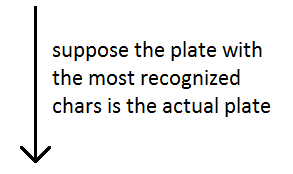 suppose the plate with
the most recognized
chars is the actual plate